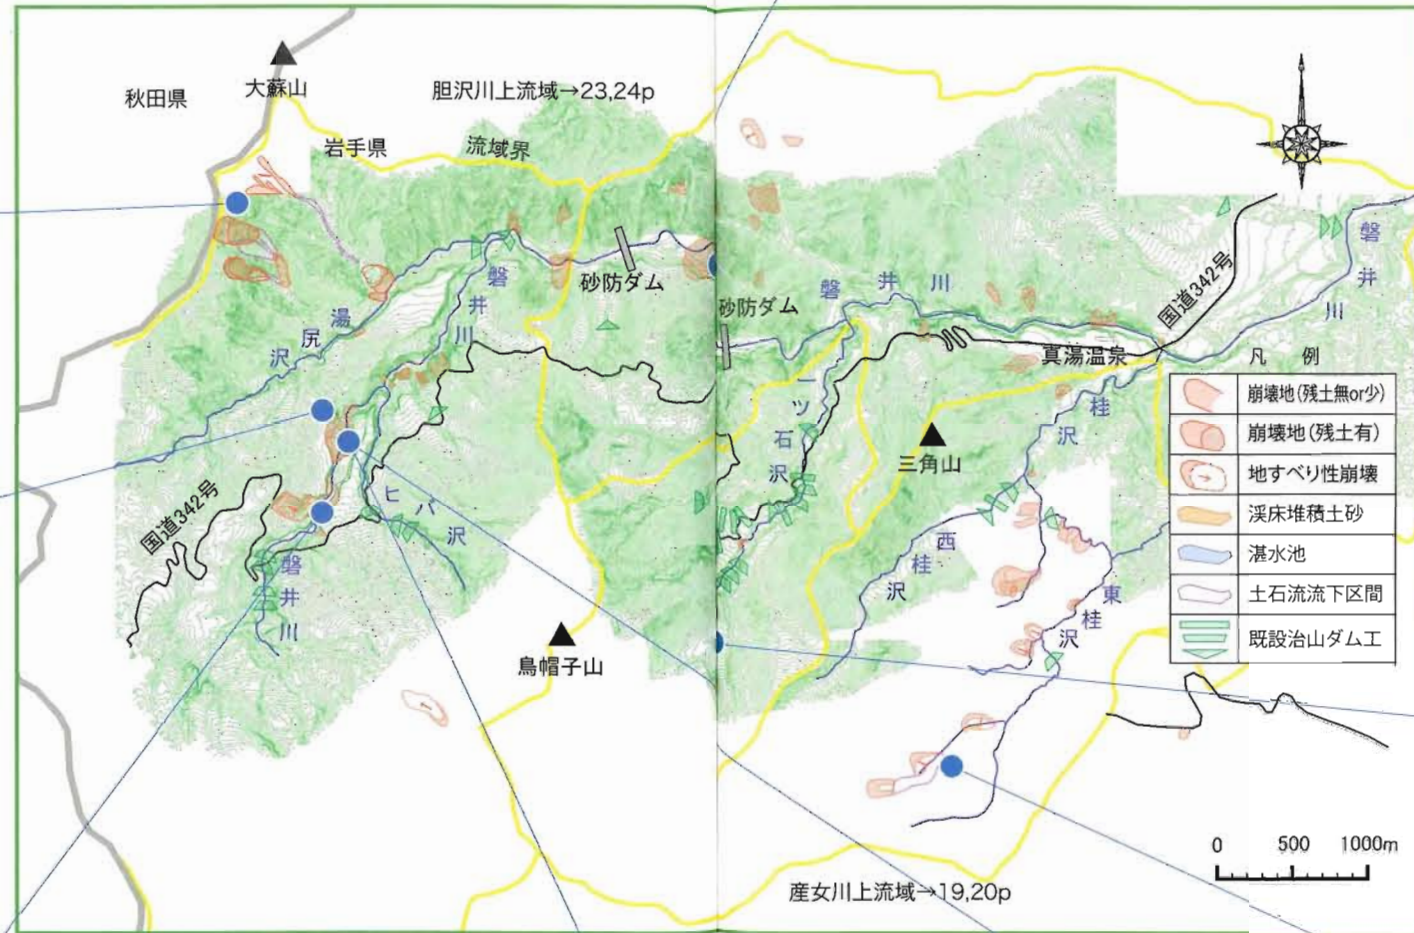 秋田県
大蘇山
胆沢川上流域→23,24p
岩手県
流域界
砂防ダム
磐井川
湯尻沢
国道342号
ヒバ沢
磐井川
烏帽子山
砂防ダム
磐井川
国道342号
磐井川
真湯温泉
一ツ石沢
三角山
桂沢
西桂沢
東桂沢
凡 例
崩壊地(残土無or少)
崩壊地(残土有)
地すべり性崩壊
渓床堆積土砂
湛水池
土石流流下区間
既設治山ダム工
0 500 1000m
産女川上流域→19,20p